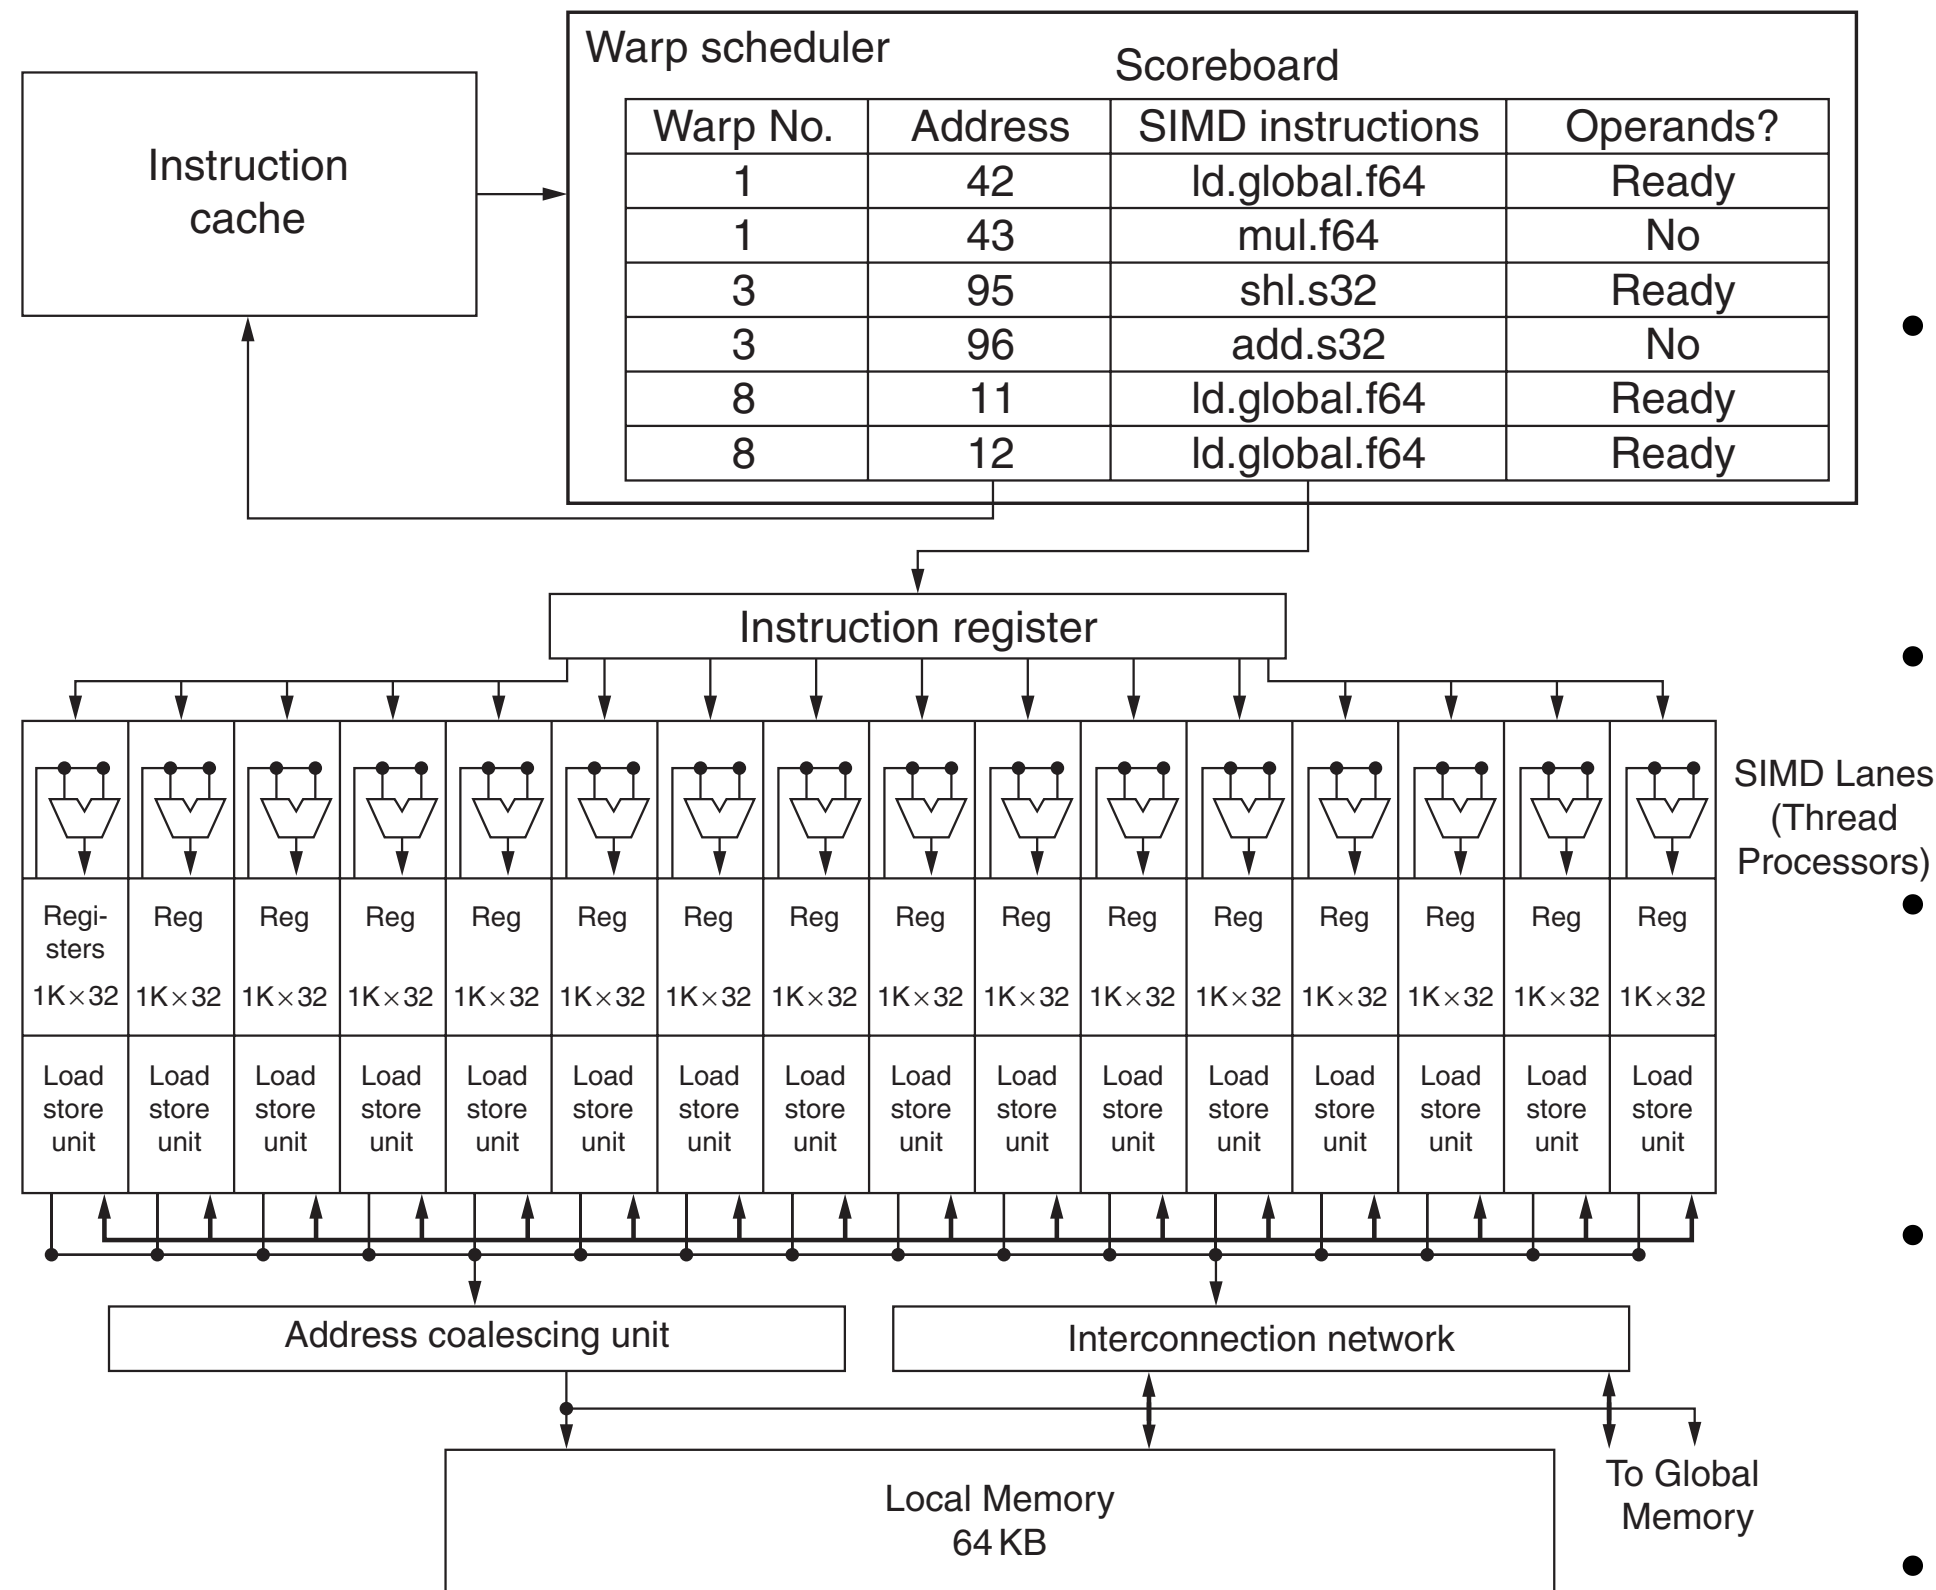 Warp scheduler
Scoreboard
Instruction
cache
Warp No. Address SIMD instructions Operands?
1 42 ld.global.f64 Ready
1 43 mul.f64 No
3 95 shl.s32 Ready
3 96 add.s32 No
8 11 ld.global.f64 Ready
8 12 ld.global.f64 Ready
Instruction register
SIMD Lanes
(Thread
Processors)
Regi- Reg Reg Reg Reg Reg Reg Reg Reg Reg Reg Reg Reg Reg Reg Reg
sters
1K×32 1K×32 1K×32 1K×32 1K×32 1K×32 1K×32 1K×32 1K×32 1K×32 1K×32 1K×32 1K×32 1K×32 1K×32 1K×32
Load Load Load Load Load Load Load Load Load Load Load Load Load Load Load Load
store store store store store store store store store store store store store store store store
unit unit unit unit unit unit unit unit unit unit unit unit unit unit unit unit
Address coalescing unit
Interconnection network
Local Memory
64 KB
To Global
Memory